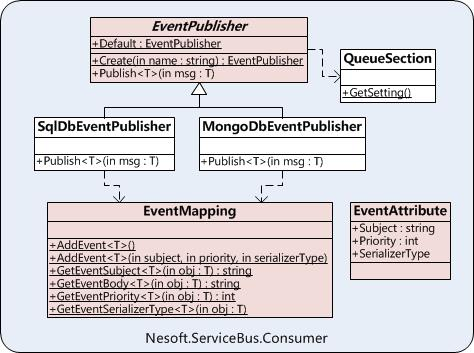 EventPublisher
+Default : EventPublisher
+Create(in name : string) : EventPublisher
+Publish<T>(in msg : T)
QueueSection
+GetSetting()
SqlDbEventPublisher
+Publish<T>(in msg : T)
MongoDbEventPublisher
+Publish<T>(in msg : T)
EventMapping
+AddEvent<T>()
+AddEvent<T>(in subject, in priority, in serializerType)
+GetEventSubject<T>(in obj : T) : string
+GetEventBody<T>(in obj : T) : string
+GetEventPriority<T>(in obj : T) : int
+GetEventSerializerType<T>(in obj : T)
EventAttribute
+Subject : string
+Priority : int
+SerializerType
Nesoft.ServiceBus.Consumer